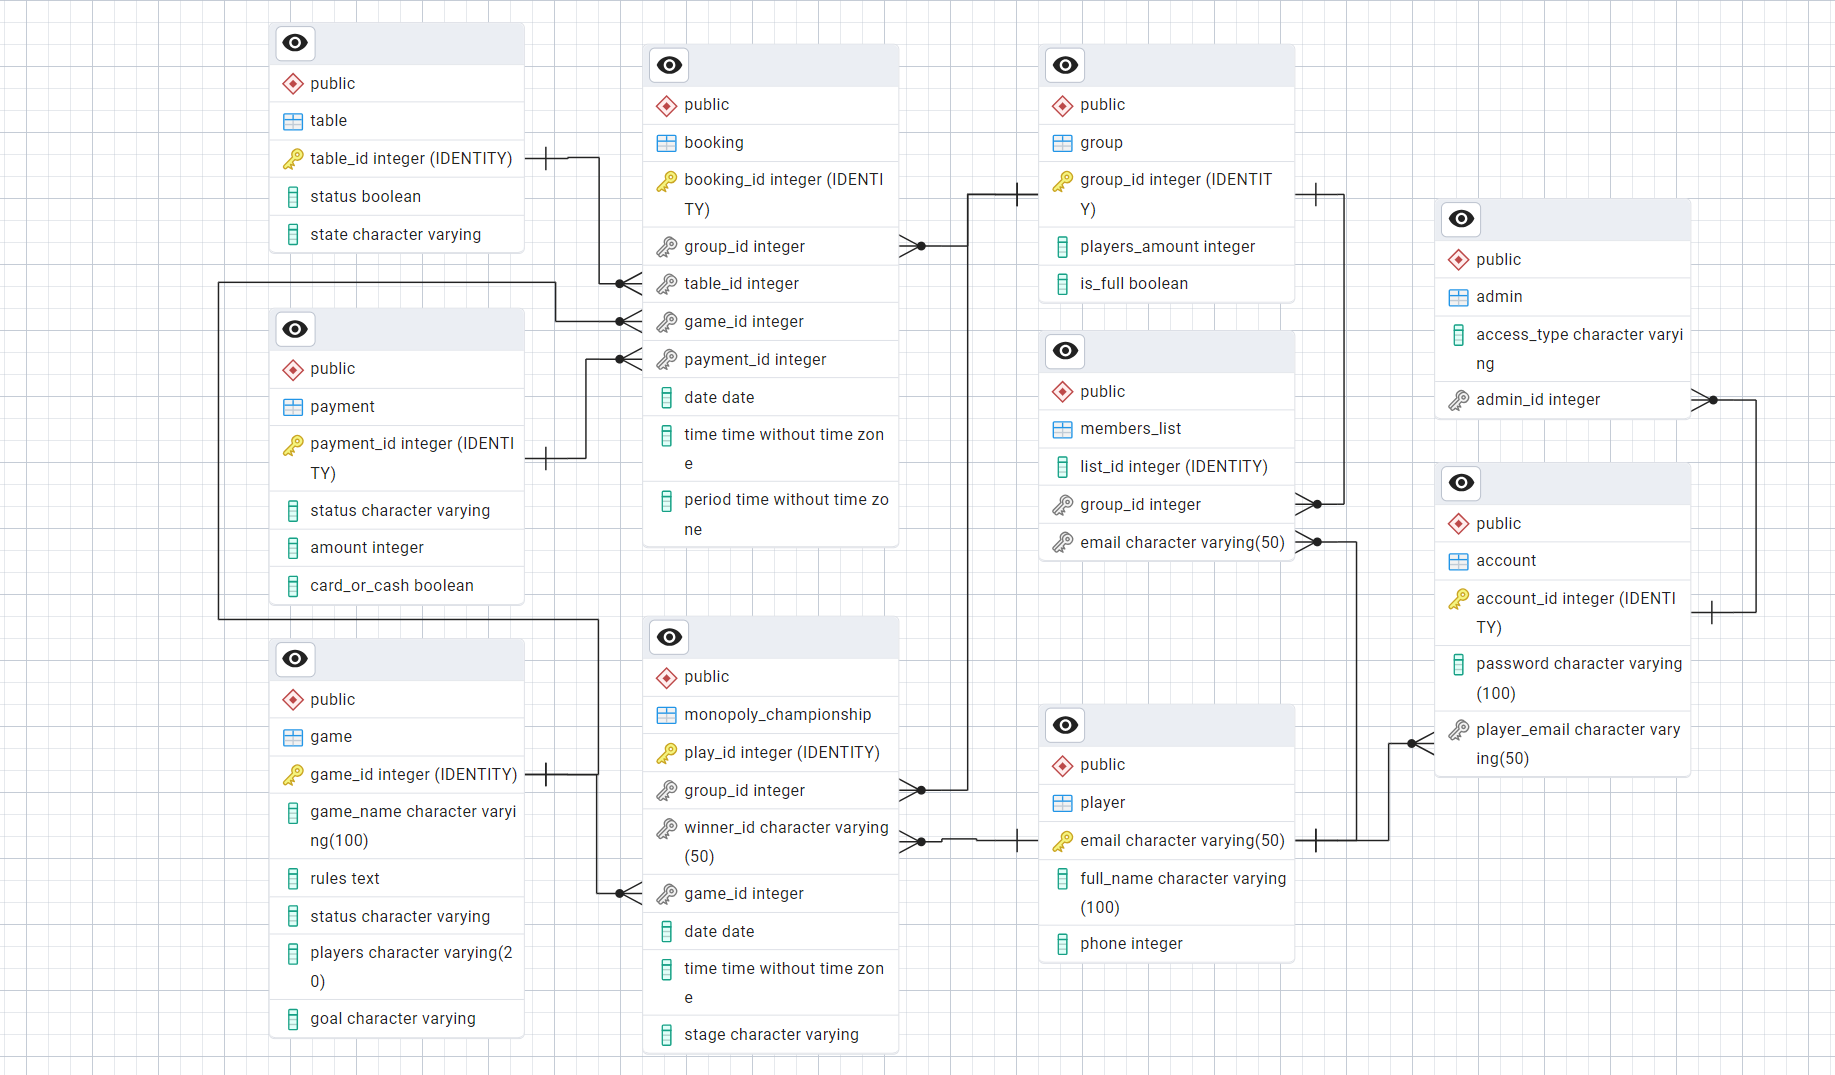 public
table
table_id integer (IDENTITY)
status boolean
state character varying
public
payment
payment_id integer (IDENTI
TY)
status character varying
amount integer
card_or_cash boolean
public
game
game_id integer (IDENTITY)
game_name character varyi
ng(100)
rules text
status character varying
players character varying(2
0)
goal character varying
public
booking
booking_id integer (IDENTI
TY)
group_id integer
table_id integer
game_id integer
payment_id integer
date date
time time without time zon
e
period time without time zo
ne
public
monopoly_championship
play_id integer (IDENTITY)
group_id integer
winner_id character varying
(50)
game_id integer
date date
time time without time zon
e
stage character varying
public
group
group_id integer (IDENTIT
Y)
players_amount integer
is_full boolean
public
members_list
list_id integer (IDENTITY)
group_id integer
email character varying(50)
public
player
email character varying(50)
full_name character varying
(100)
phone integer
public
admin
access_type character varyi
ng
admin_id integer
public
account
account_id integer (IDENTI
TY)
password character varying
(100)
player_email character vary
ing(50)